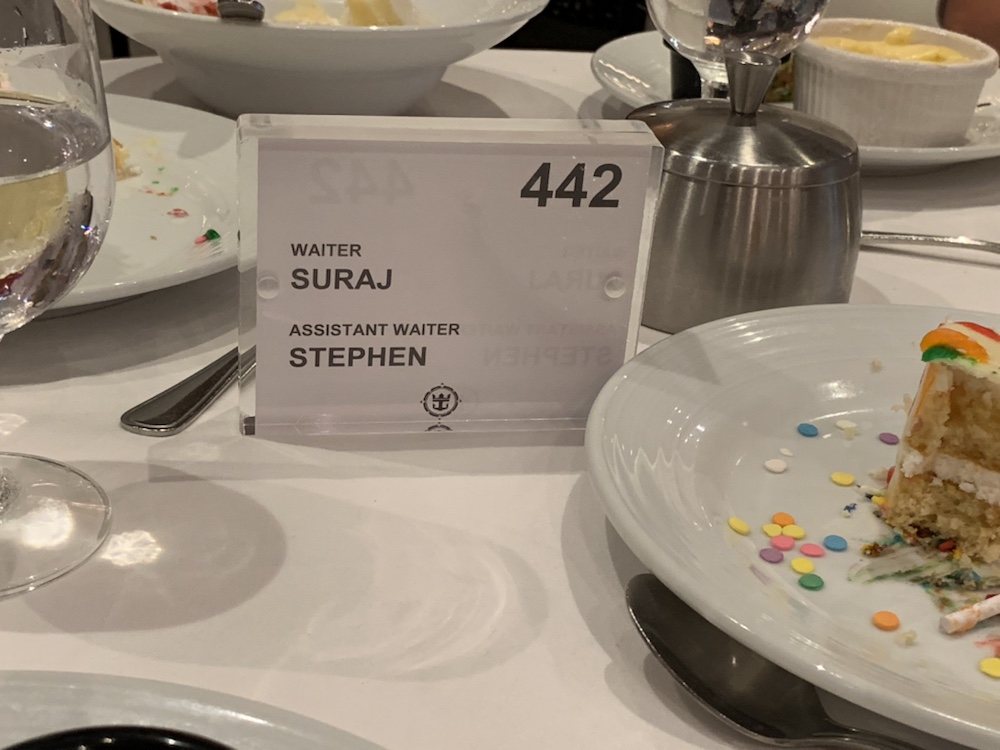 442
WAITER
SURAJ
ASSISTANT WAITER
STEPHEN